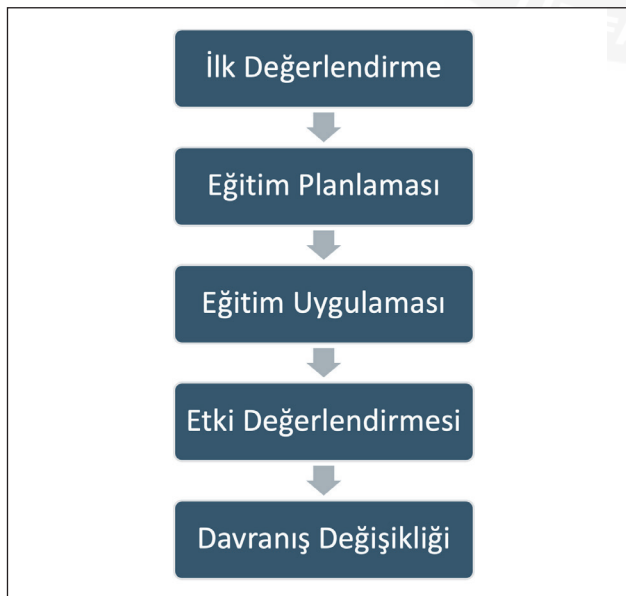 İlk Değerlendirme
Eğitim Planlaması
Eğitim Uygulaması
Etki Değerlendirmesi
Davranış Değişikliği